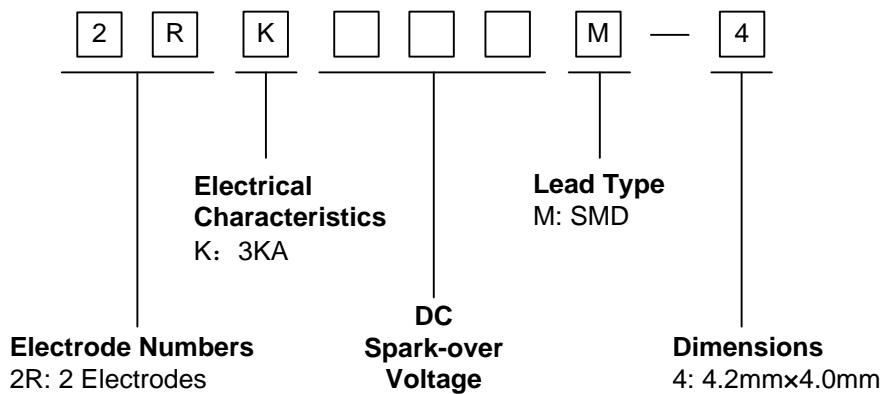 2 R K M — 4
Electrical
Characteristics
K：3KA
Lead Type
M: SMD
DC
Spark-over
Voltage
Electrode Numbers
2R: 2 Electrodes
Dimensions
4: 4.2mm×4.0mm